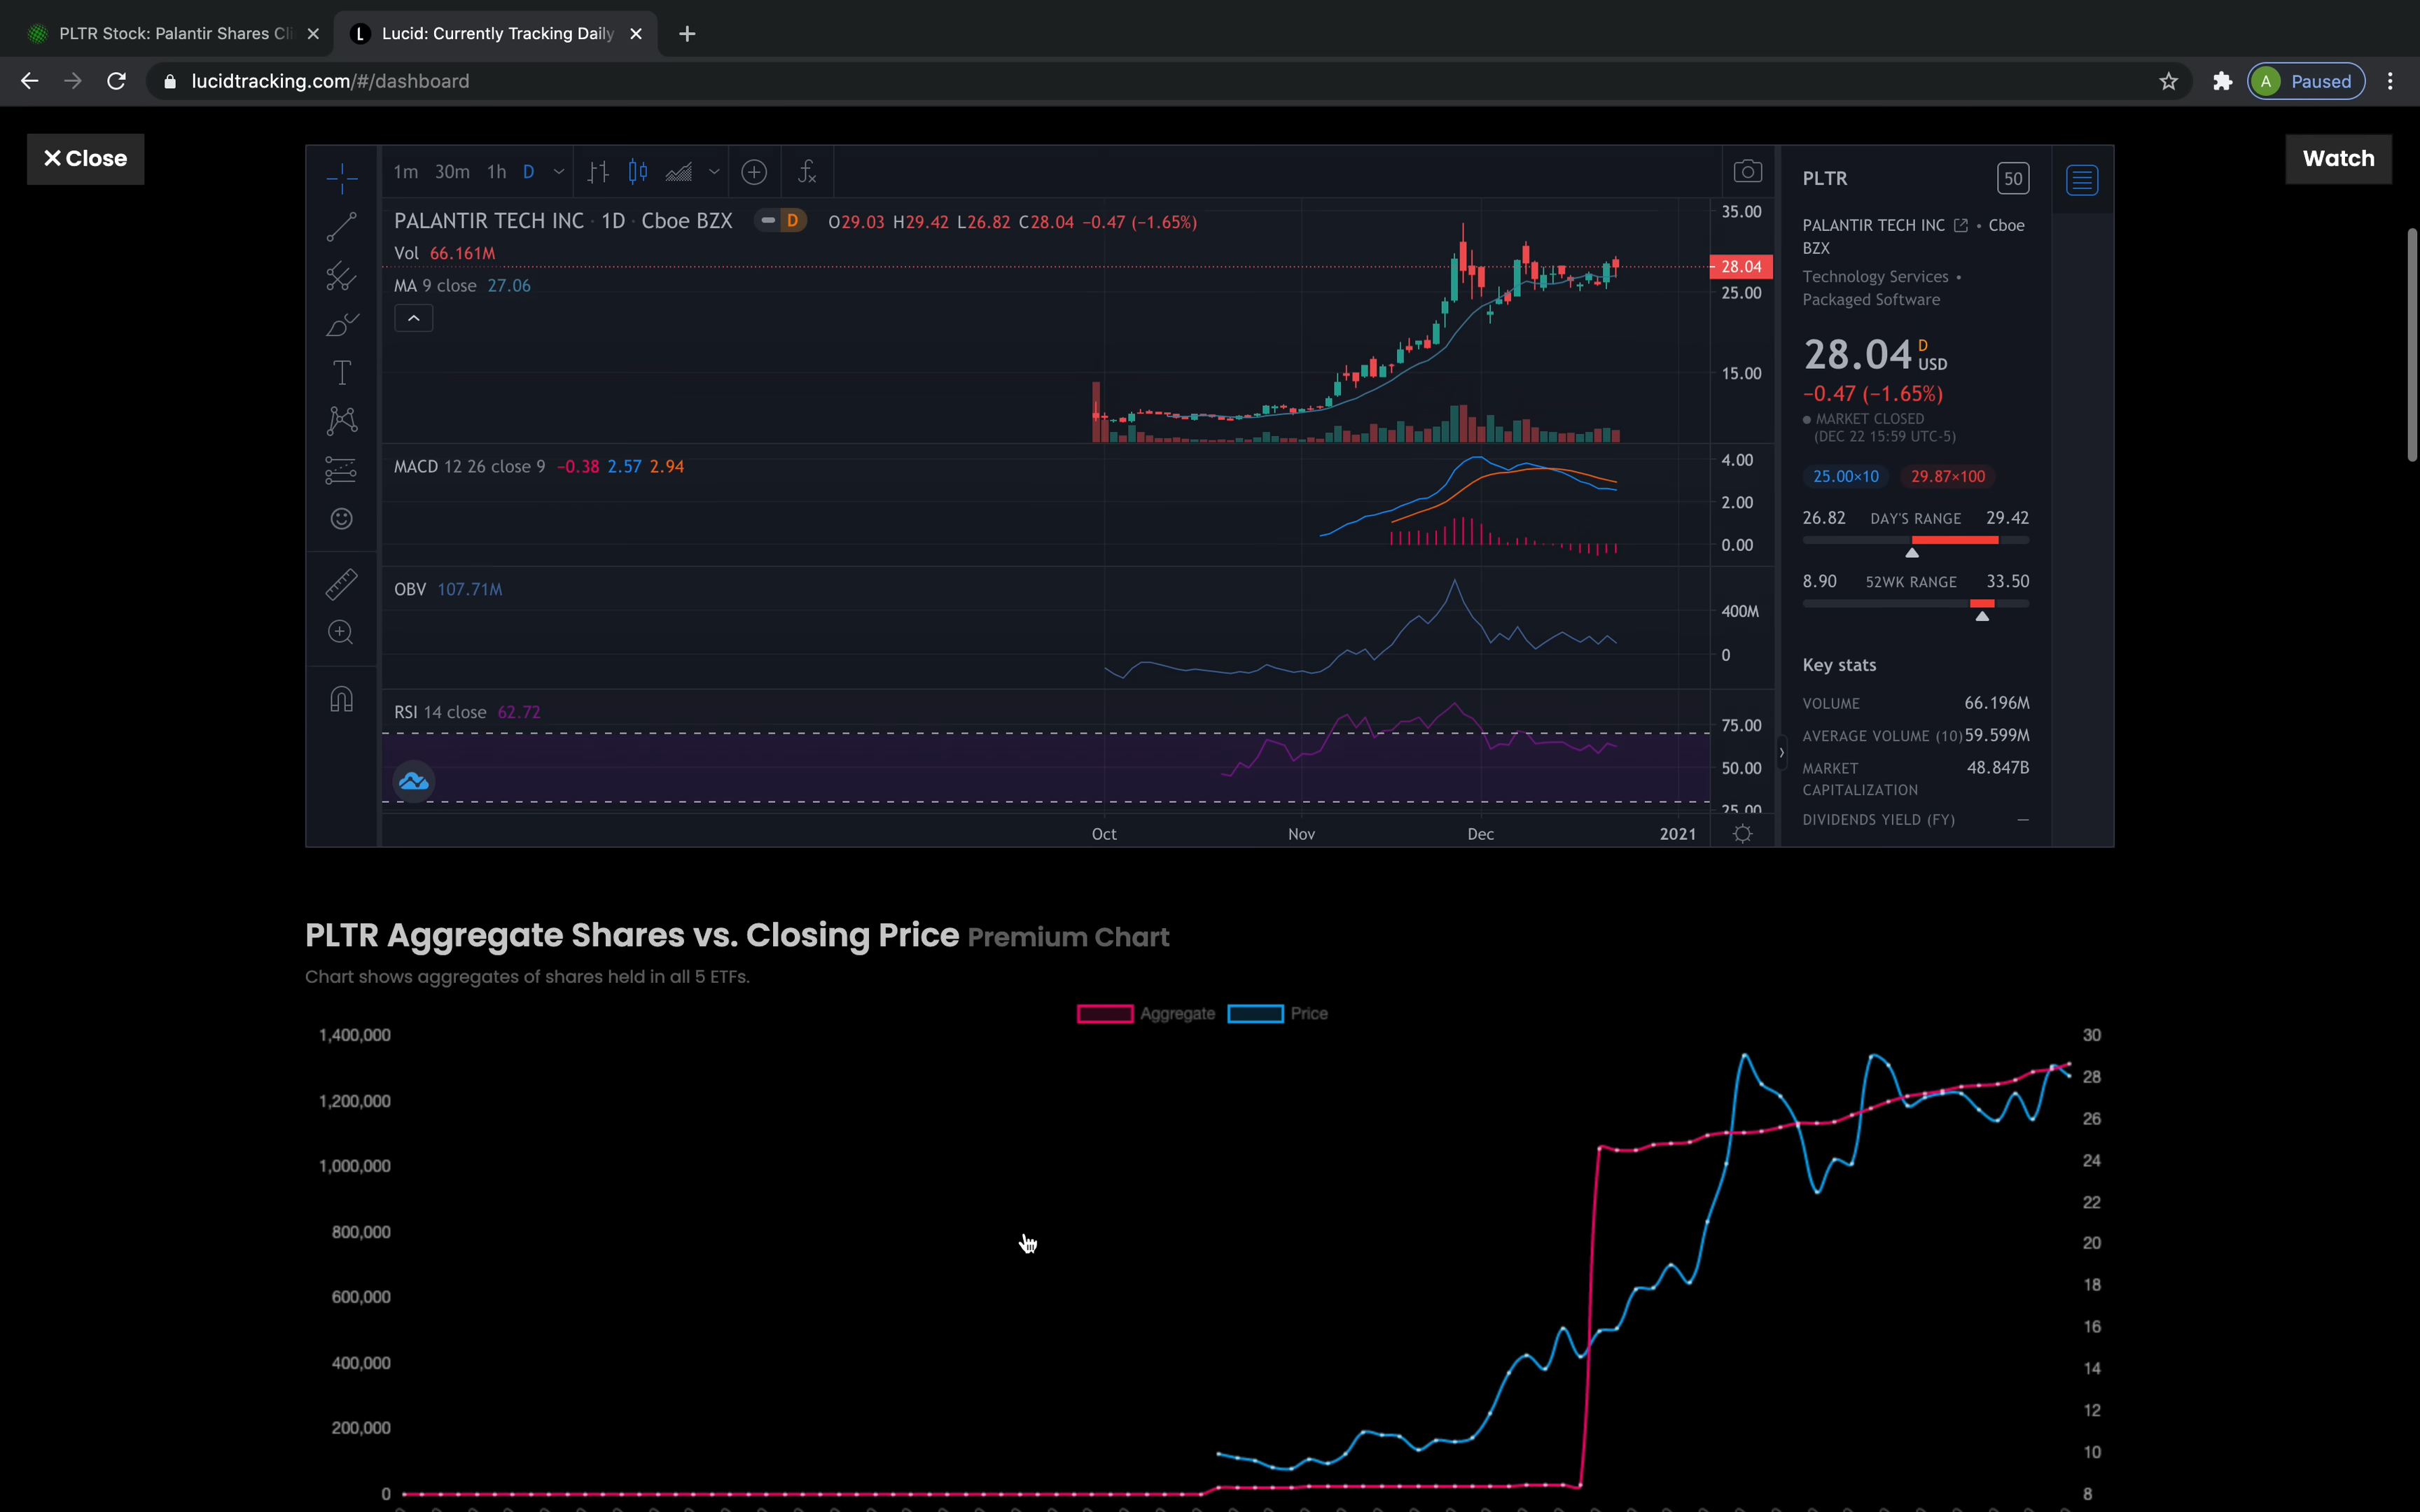 PLTR Stock: Palantir Shares Cli
L Lucid: Currently Tracking Daily
lucidtracking.com/#/dashboard
A Paused
Close
Watch
1m 30m 1h D
PALANTIR TECH INC · 1D · Cboe BZX D O29.03 H29.42 L26.82 C28.04 −0.47 (−1.65%)
Vol 66.161M
MA 9 close 27.06
35.00
28.04
25.00
15.00
MACD 12 26 close 9 −0.38 2.57 2.94
4.00
2.00
0.00
OBV 107.71M
400M
0
RSI 14 close 62.72
75.00
50.00
25.00
Oct Nov Dec 2021
PLTR 50
PALANTIR TECH INC • Cboe
BZX
Technology Services •
Packaged Software
28.04 D USD
−0.47 (−1.65%)
MARKET CLOSED
(DEC 22 15:59 UTC-5)
25.00×10 29.87×100
26.82 DAY'S RANGE 29.42
8.90 52WK RANGE 33.50
Key stats
VOLUME 66.196M
AVERAGE VOLUME (10) 59.599M
MARKET 48.847B
CAPITALIZATION
DIVIDENDS YIELD (FY) —
PLTR Aggregate Shares vs. Closing Price Premium Chart
Chart shows aggregates of shares held in all 5 ETFs.
Aggregate Price
1,400,000
1,200,000
1,000,000
800,000
600,000
400,000
200,000
0
30
28
26
24
22
20
18
16
14
12
10
8